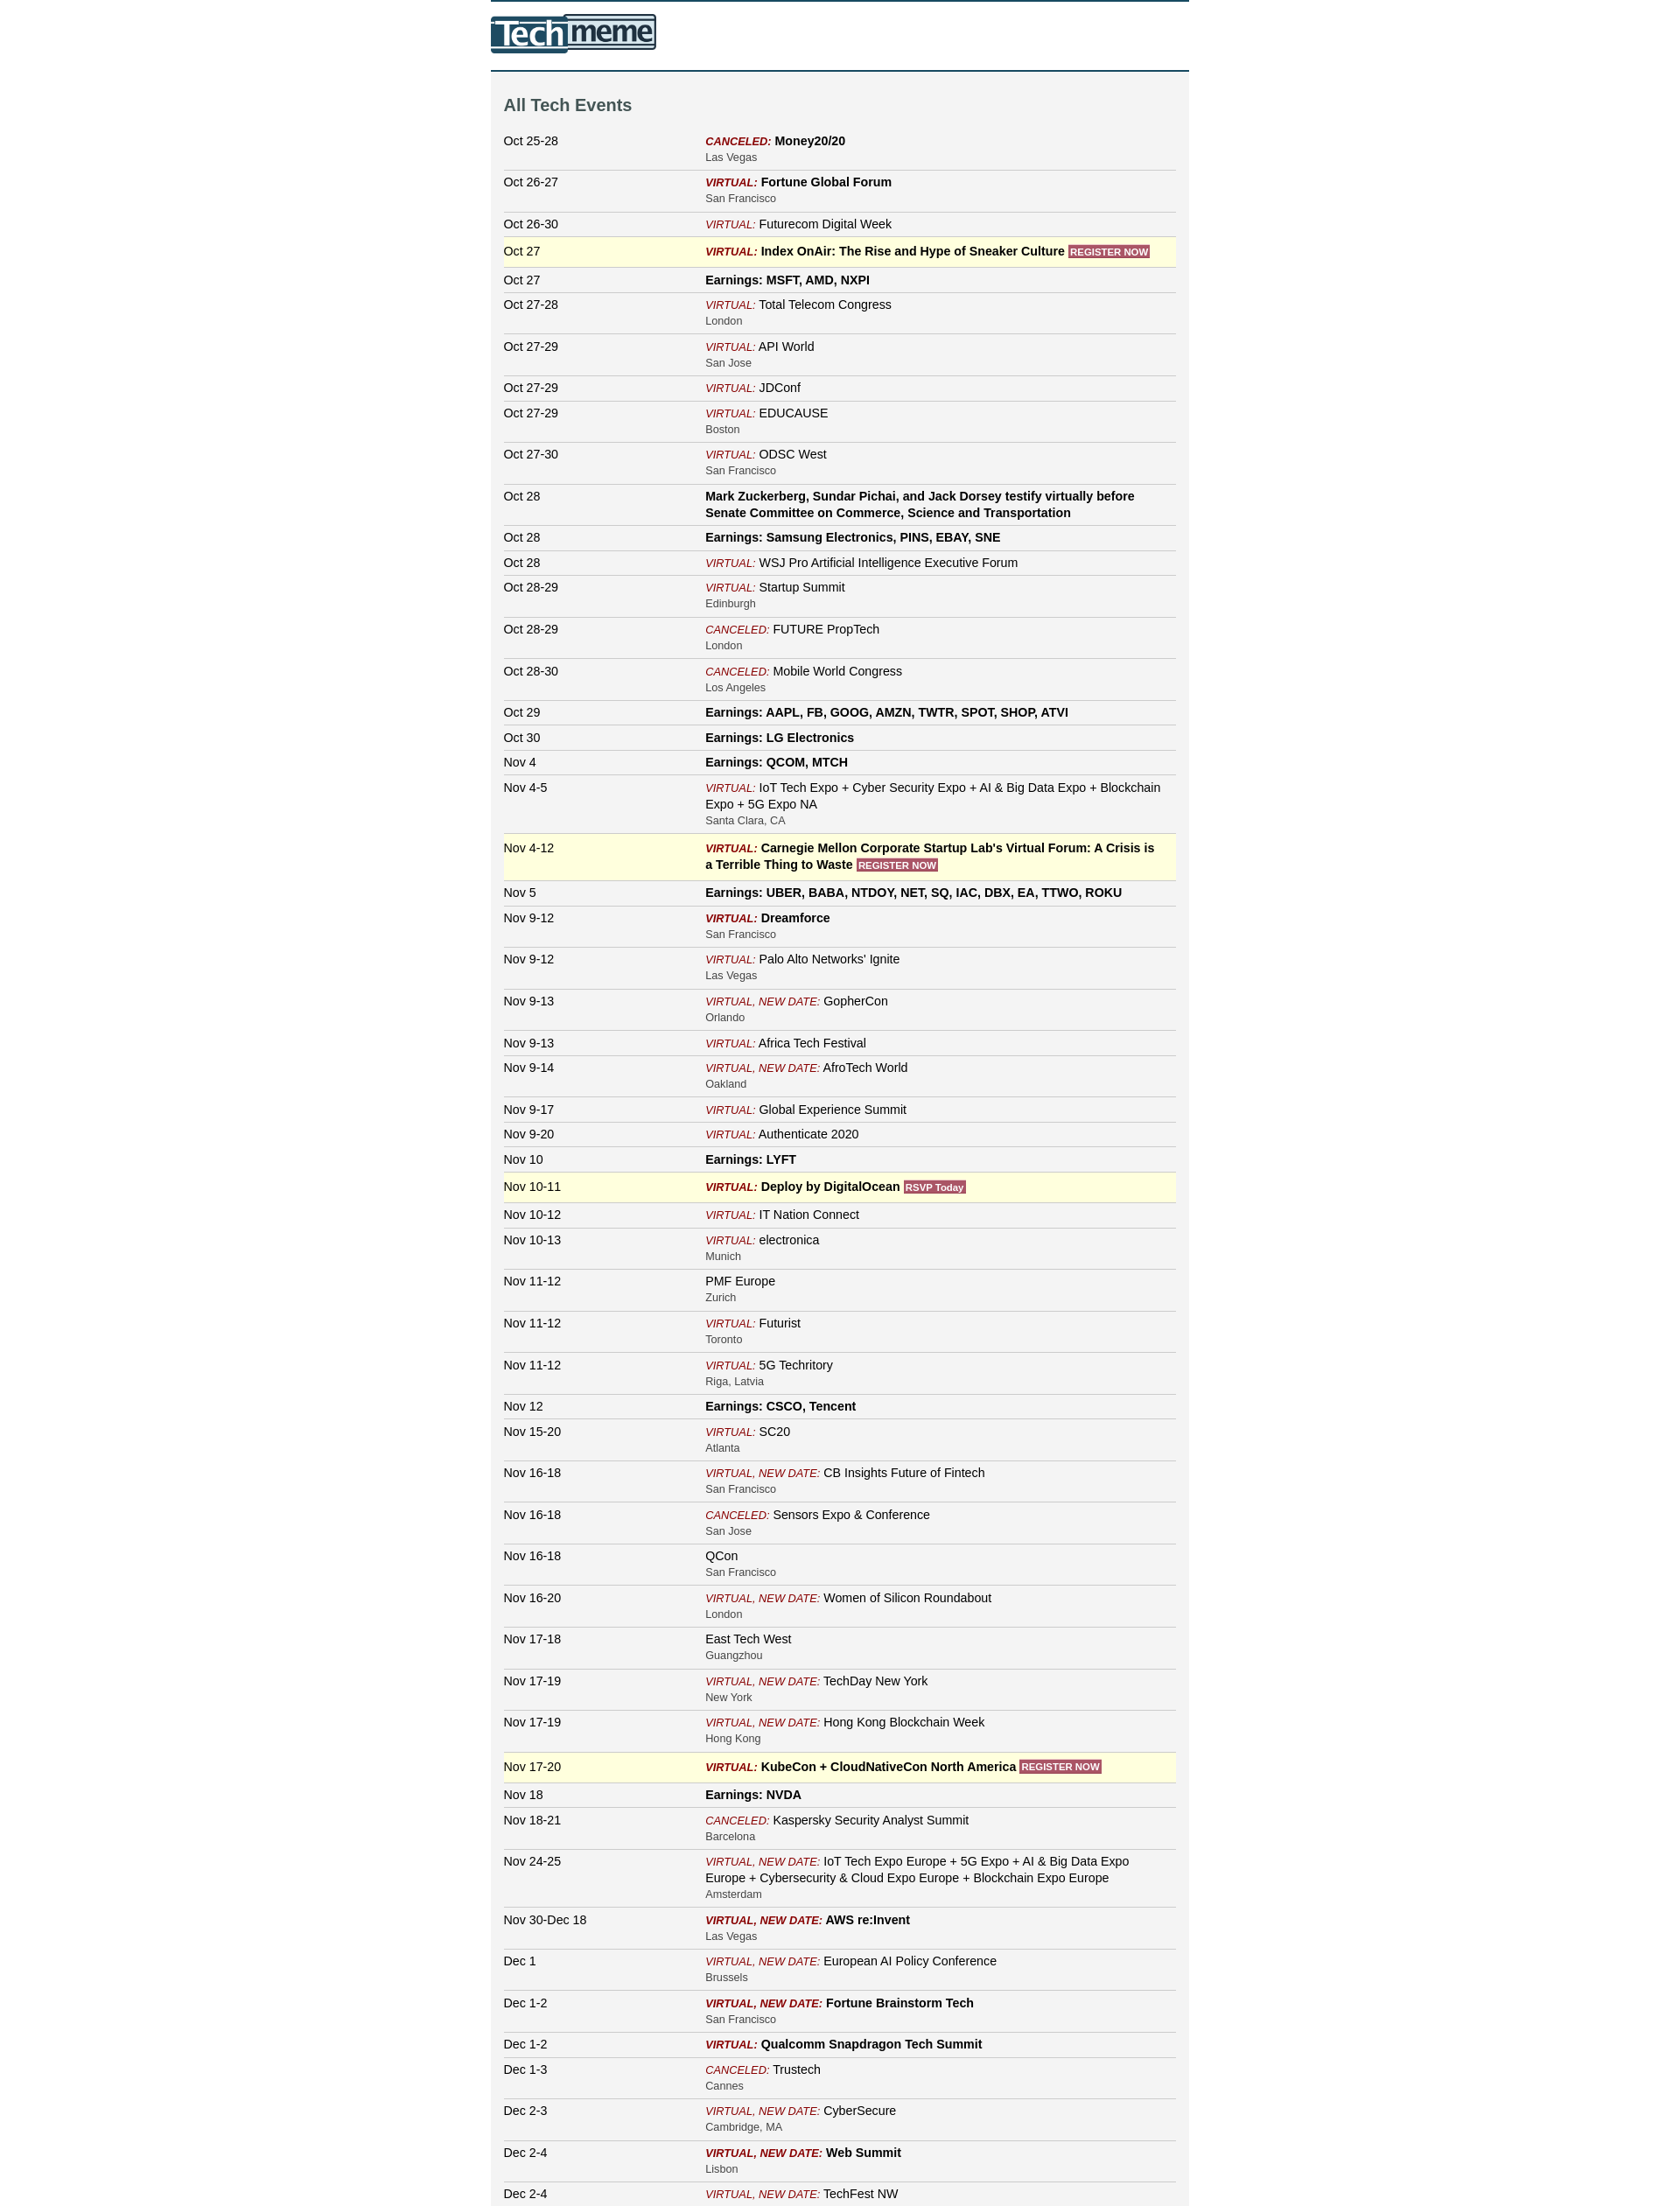 Techmeme
All Tech Events
Oct 25-28 CANCELED: Money20/20
Las Vegas
Oct 26-27 VIRTUAL: Fortune Global Forum
San Francisco
Oct 26-30 VIRTUAL: Futurecom Digital Week
Oct 27 VIRTUAL: Index OnAir: The Rise and Hype of Sneaker Culture REGISTER NOW
Oct 27 Earnings: MSFT, AMD, NXPI
Oct 27-28 VIRTUAL: Total Telecom Congress
London
Oct 27-29 VIRTUAL: API World
San Jose
Oct 27-29 VIRTUAL: JDConf
Oct 27-29 VIRTUAL: EDUCAUSE
Boston
Oct 27-30 VIRTUAL: ODSC West
San Francisco
Oct 28 Mark Zuckerberg, Sundar Pichai, and Jack Dorsey testify virtually before
Senate Committee on Commerce, Science and Transportation
Oct 28 Earnings: Samsung Electronics, PINS, EBAY, SNE
Oct 28 VIRTUAL: WSJ Pro Artificial Intelligence Executive Forum
Oct 28-29 VIRTUAL: Startup Summit
Edinburgh
Oct 28-29 CANCELED: FUTURE PropTech
London
Oct 28-30 CANCELED: Mobile World Congress
Los Angeles
Oct 29 Earnings: AAPL, FB, GOOG, AMZN, TWTR, SPOT, SHOP, ATVI
Oct 30 Earnings: LG Electronics
Nov 4 Earnings: QCOM, MTCH
Nov 4-5 VIRTUAL: IoT Tech Expo + Cyber Security Expo + AI & Big Data Expo + Blockchain
Expo + 5G Expo NA
Santa Clara, CA
Nov 4-12 VIRTUAL: Carnegie Mellon Corporate Startup Lab's Virtual Forum: A Crisis is
a Terrible Thing to Waste REGISTER NOW
Nov 5 Earnings: UBER, BABA, NTDOY, NET, SQ, IAC, DBX, EA, TTWO, ROKU
Nov 9-12 VIRTUAL: Dreamforce
San Francisco
Nov 9-12 VIRTUAL: Palo Alto Networks' Ignite
Las Vegas
Nov 9-13 VIRTUAL, NEW DATE: GopherCon
Orlando
Nov 9-13 VIRTUAL: Africa Tech Festival
Nov 9-14 VIRTUAL, NEW DATE: AfroTech World
Oakland
Nov 9-17 VIRTUAL: Global Experience Summit
Nov 9-20 VIRTUAL: Authenticate 2020
Nov 10 Earnings: LYFT
Nov 10-11 VIRTUAL: Deploy by DigitalOcean RSVP Today
Nov 10-12 VIRTUAL: IT Nation Connect
Nov 10-13 VIRTUAL: electronica
Munich
Nov 11-12 PMF Europe
Zurich
Nov 11-12 VIRTUAL: Futurist
Toronto
Nov 11-12 VIRTUAL: 5G Techritory
Riga, Latvia
Nov 12 Earnings: CSCO, Tencent
Nov 15-20 VIRTUAL: SC20
Atlanta
Nov 16-18 VIRTUAL, NEW DATE: CB Insights Future of Fintech
San Francisco
Nov 16-18 CANCELED: Sensors Expo & Conference
San Jose
Nov 16-18 QCon
San Francisco
Nov 16-20 VIRTUAL, NEW DATE: Women of Silicon Roundabout
London
Nov 17-18 East Tech West
Guangzhou
Nov 17-19 VIRTUAL, NEW DATE: TechDay New York
New York
Nov 17-19 VIRTUAL, NEW DATE: Hong Kong Blockchain Week
Hong Kong
Nov 17-20 VIRTUAL: KubeCon + CloudNativeCon North America REGISTER NOW
Nov 18 Earnings: NVDA
Nov 18-21 CANCELED: Kaspersky Security Analyst Summit
Barcelona
Nov 24-25 VIRTUAL, NEW DATE: IoT Tech Expo Europe + 5G Expo + AI & Big Data Expo
Europe + Cybersecurity & Cloud Expo Europe + Blockchain Expo Europe
Amsterdam
Nov 30-Dec 18 VIRTUAL, NEW DATE: AWS re:Invent
Las Vegas
Dec 1 VIRTUAL, NEW DATE: European AI Policy Conference
Brussels
Dec 1-2 VIRTUAL, NEW DATE: Fortune Brainstorm Tech
San Francisco
Dec 1-2 VIRTUAL: Qualcomm Snapdragon Tech Summit
Dec 1-3 CANCELED: Trustech
Cannes
Dec 2-3 VIRTUAL, NEW DATE: CyberSecure
Cambridge, MA
Dec 2-4 VIRTUAL, NEW DATE: Web Summit
Lisbon
Dec 2-4 VIRTUAL, NEW DATE: TechFest NW